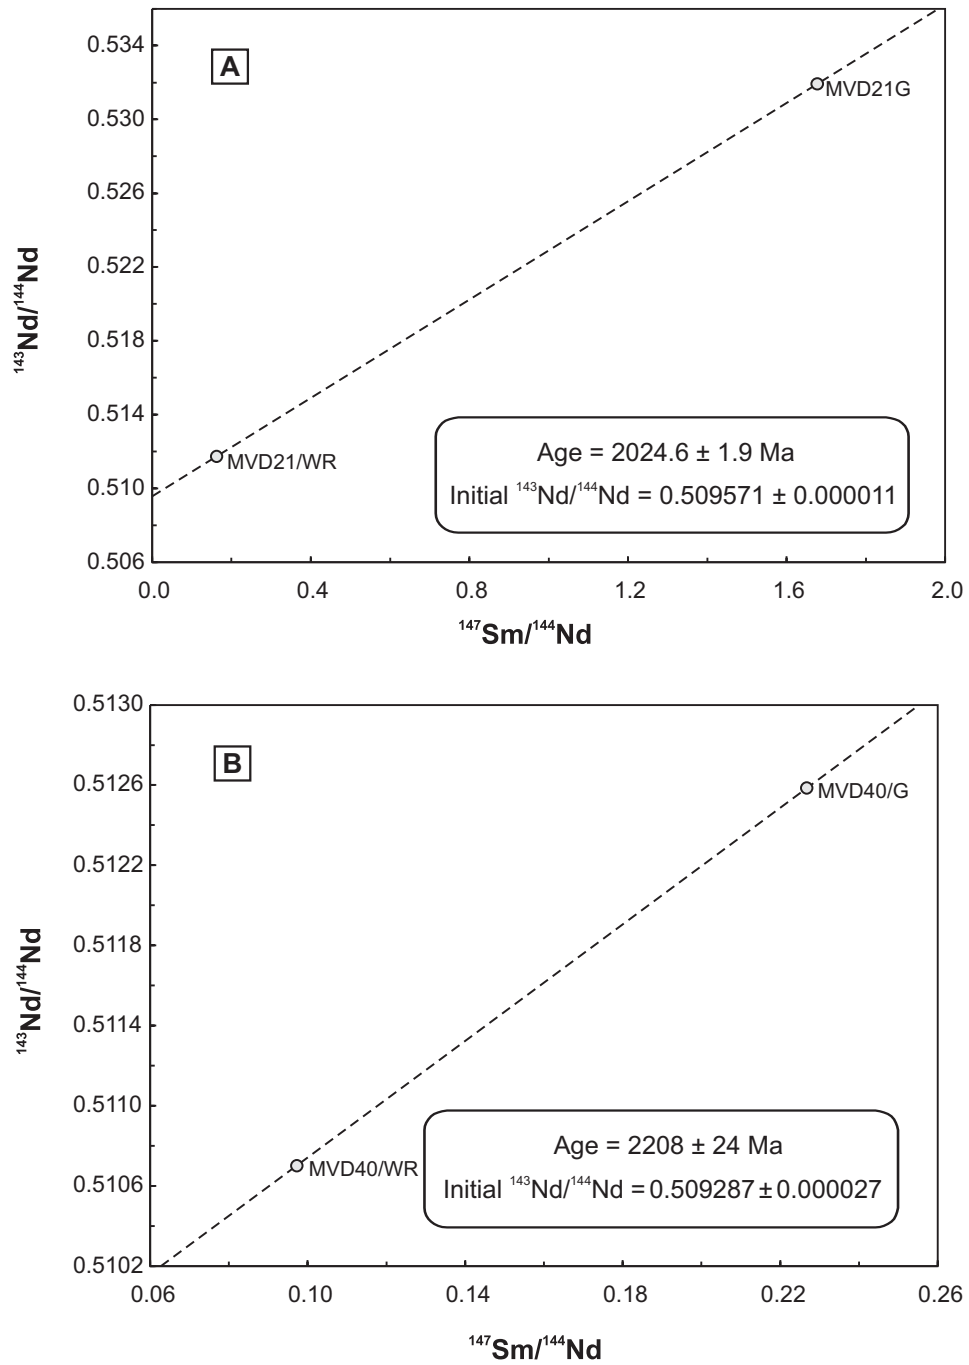 A
0.534
0.530
0.526
0.522
0.518
0.514
0.510
0.506
¹⁴³Nd/¹⁴⁴Nd
MVD21G
MVD21/WR
Age = 2024.6 ± 1.9 Ma
Initial ¹⁴³Nd/¹⁴⁴Nd = 0.509571 ± 0.000011
0.0 0.4 0.8 1.2 1.6 2.0
¹⁴⁷Sm/¹⁴⁴Nd
B
0.5130
0.5126
0.5122
0.5118
0.5114
0.5110
0.5106
0.5102
¹⁴³Nd/¹⁴⁴Nd
MVD40/G
MVD40/WR
Age = 2208 ± 24 Ma
Initial ¹⁴³Nd/¹⁴⁴Nd = 0.509287 ± 0.000027
0.06 0.10 0.14 0.18 0.22 0.26
¹⁴⁷Sm/¹⁴⁴Nd